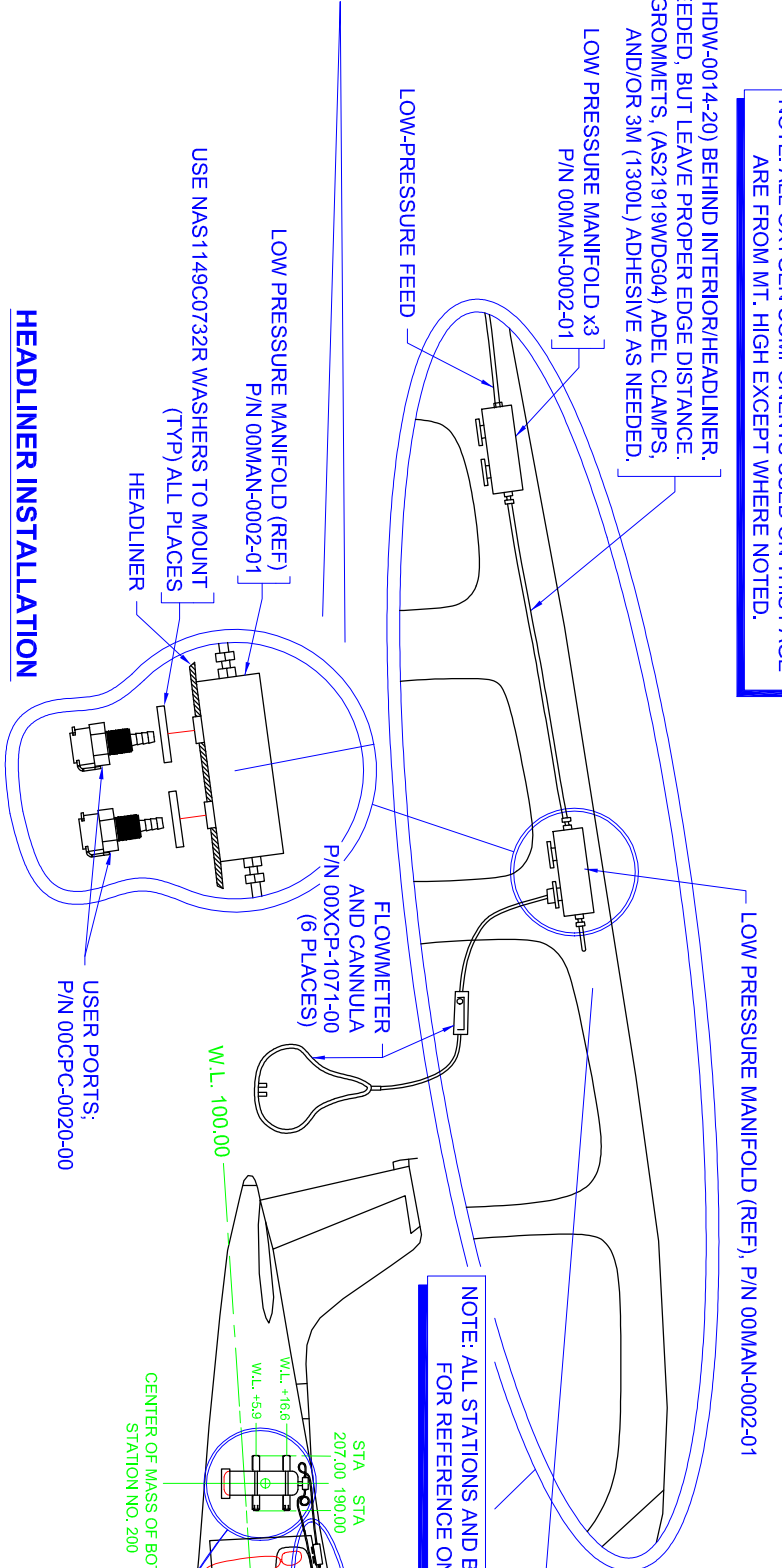 ARE FROM MT. HIGH EXCEPT WHERE NOTED.
HDW-0014-20) BEHIND INTERIOR/HEADLINER.
EEDED, BUT LEAVE PROPER EDGE DISTANCE.
GROMMETS, (AS21919WDG04) ADEL CLAMPS,
AND/OR 3M (1300L) ADHESIVE AS NEEDED.
LOW PRESSURE MANIFOLD x3
P/N 00MAN-0002-01
LOW-PRESSURE FEED
LOW PRESSURE MANIFOLD (REF), P/N 00MAN-0002-01
LOW PRESSURE MANIFOLD (REF)
P/N 00MAN-0002-01
USE NAS1149C0732R WASHERS TO MOUNT
(TYP) ALL PLACES
HEADLINER
HEADLINER INSTALLATION
FLOWMETER
AND CANNULA
P/N 00XCP-1071-00
(6 PLACES)
USER PORTS;
P/N 00CPC-0020-00
W.L. 100.00
NOTE: ALL STATIONS AND
FOR REFERENCE
STA STA
207.00 190.00
W.L. +16.6
W.L. +5.9
CENTER OF MASS OF
STATION NO. 200